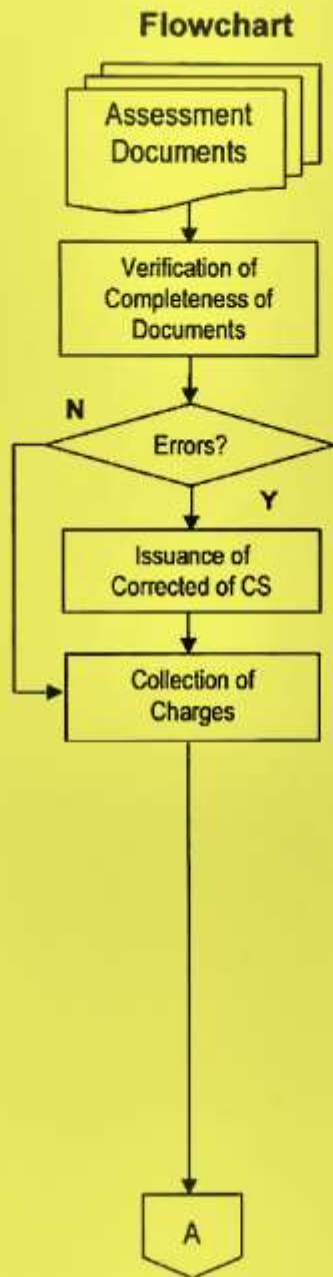 Flowchart
Assessment
Documents
Verification of
Completeness of
Documents
N
Errors?
Y
Issuance of
Corrected of CS
Collection of
Charges
A